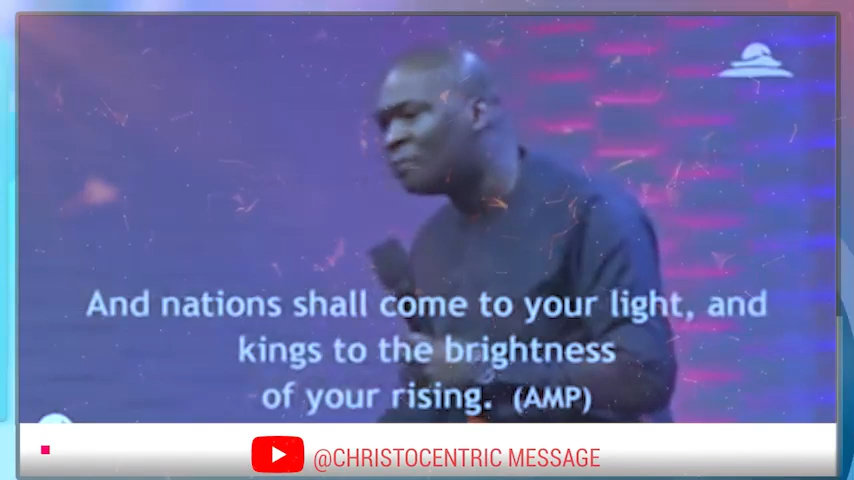 And nations shall come to your light, and
kings to the brightness
of your rising. (AMP)
@CHRISTOCENTRIC MESSAGE